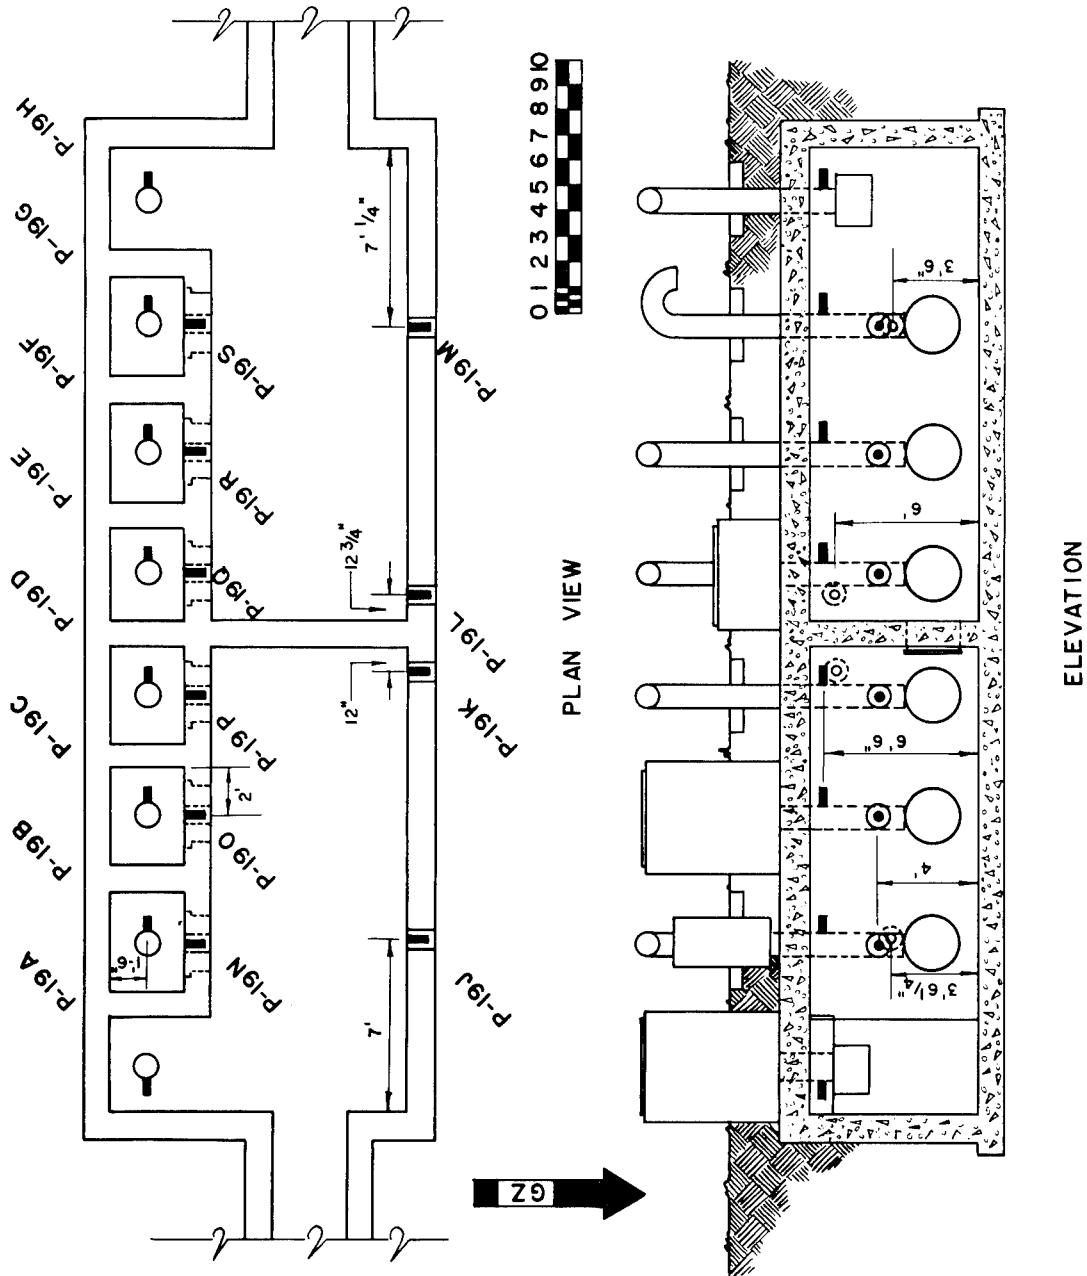 P-19H
P-19G
P-19F
P-19E
P-19D
P-19C
P-19B
P-19A
P-19S
P-19R
P-19Q
P-19P
P-19O
P-19N
P-19M
P-19L
P-19K
P-19J
7' 1/4"
12 3/4"
12"
2'
1'-6"
7'
0 1 2 3 4 5 6 7 8 9 10
PLAN VIEW
GZ
3'6"
6'
6'6"
4'
3'6 1/4"
ELEVATION